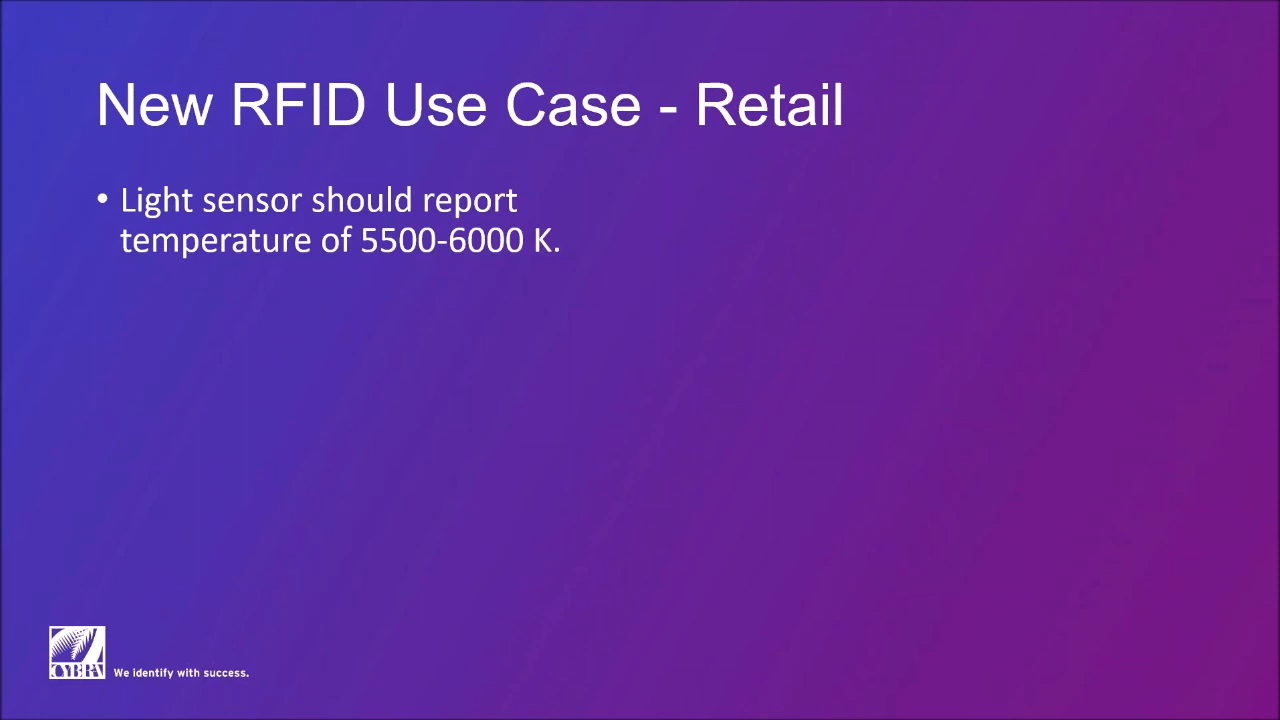 New RFID Use Case - Retail
• Light sensor should report
temperature of 5500-6000 K.
CYBRA
We identify with success.